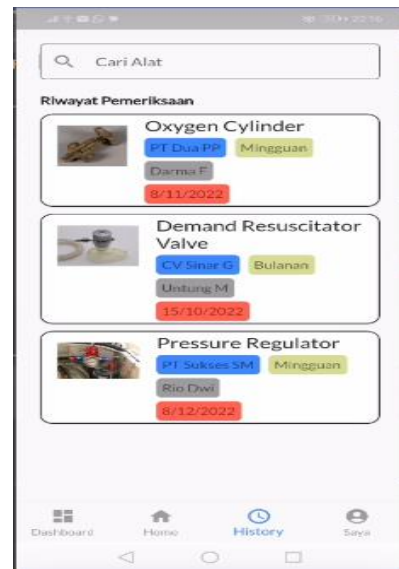 22:16
Cari Alat
Riwayat Pemeriksaan
Oxygen Cylinder
PT Dua PP Mingguan
Darma F
8/11/2022
Demand Resuscitator
Valve
CV Sinar G Bulanan
Untung M
15/10/2022
Pressure Regulator
PT Sukses SM Mingguan
Rio Dwi
8/12/2022
Dashboard Home History Saya